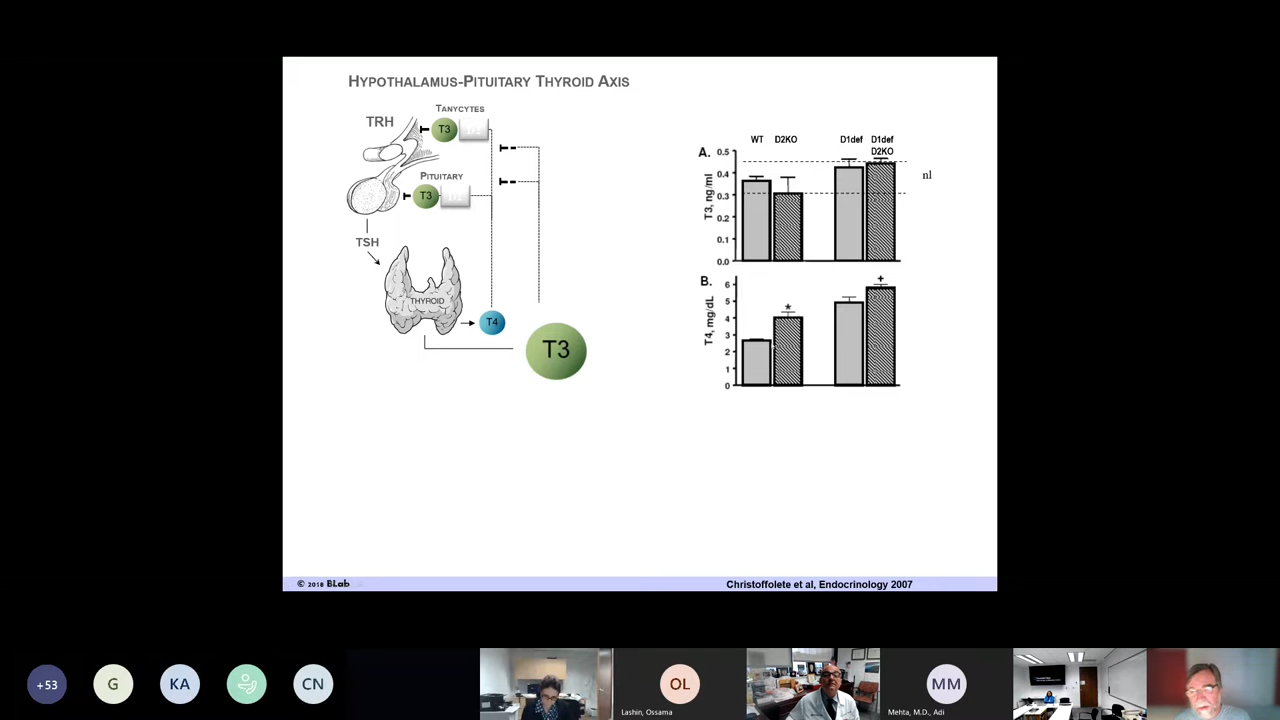 HYPOTHALAMUS-PITUITARY THYROID AXIS
TANYCTES
TRH
T3
PITUITARY
T3
TSH
THYROID
T4
T3
WT D2KO D1def D1def
D2KO
A.
T3, ng/ml
0.5
0.4
0.3
0.2
0.1
0.0
nl
B.
T4, mg/dL
6
5
4
3
2
1
0
*
+
© 2018 BLab
Christoffolete et al, Endocrinology 2007
+53
G
KA
CN
OL
Lashin, Ossama
MM
Mehta, M.D., Adi